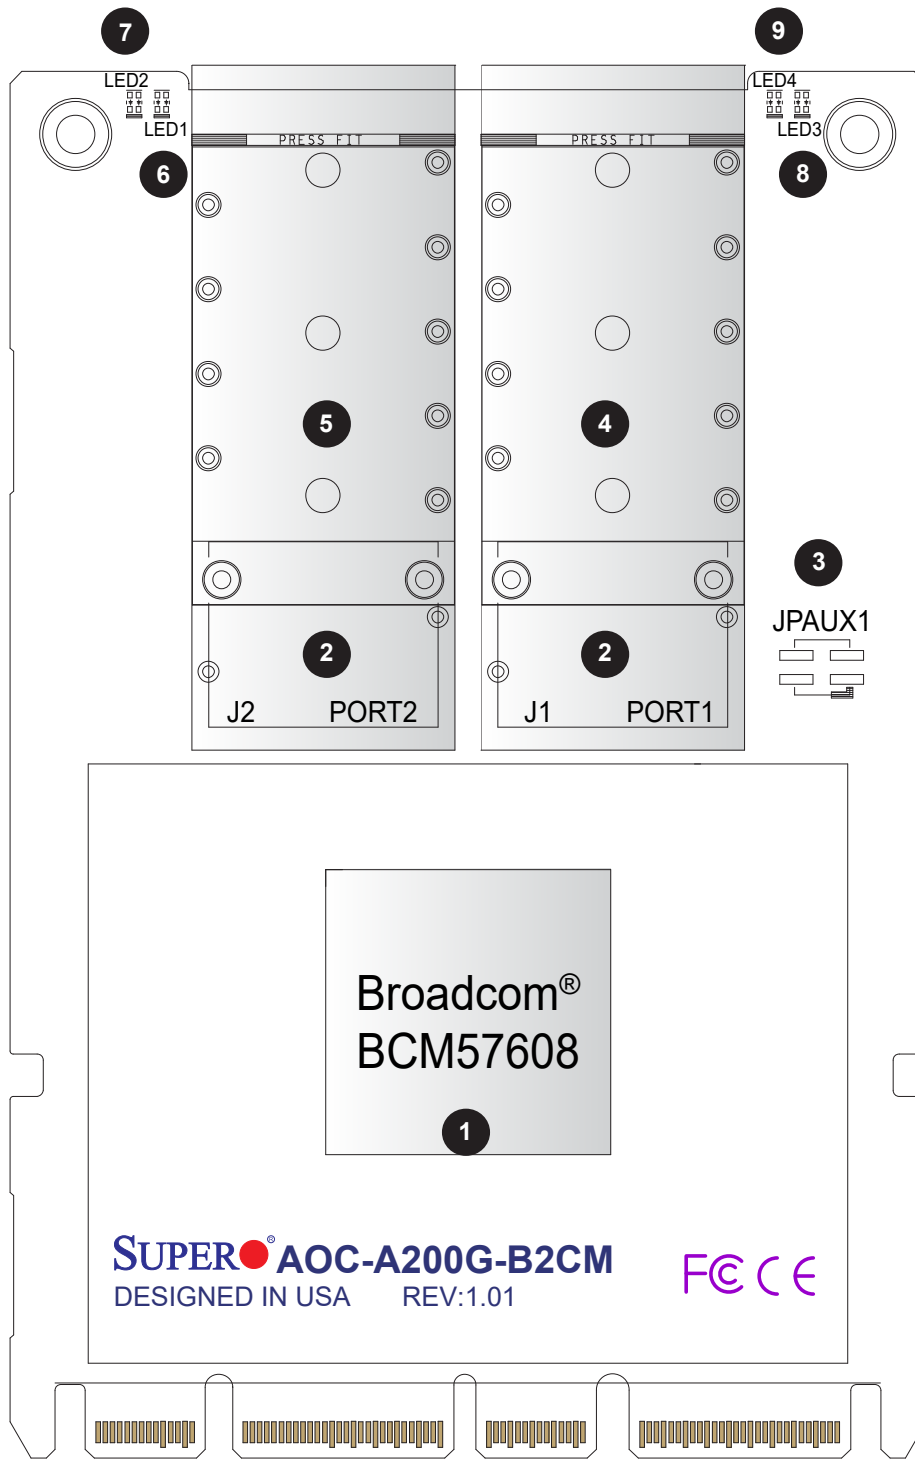 7
9
LED2
LED4
LED1
LED3
PRESS FIT
PRESS FIT
6
8
5
4
3
JPAUX1
2
2
J2 PORT2
J1 PORT1
Broadcom®
BCM57608
1
SUPER® AOC-A200G-B2CM
DESIGNED IN USA REV:1.01
FC CE